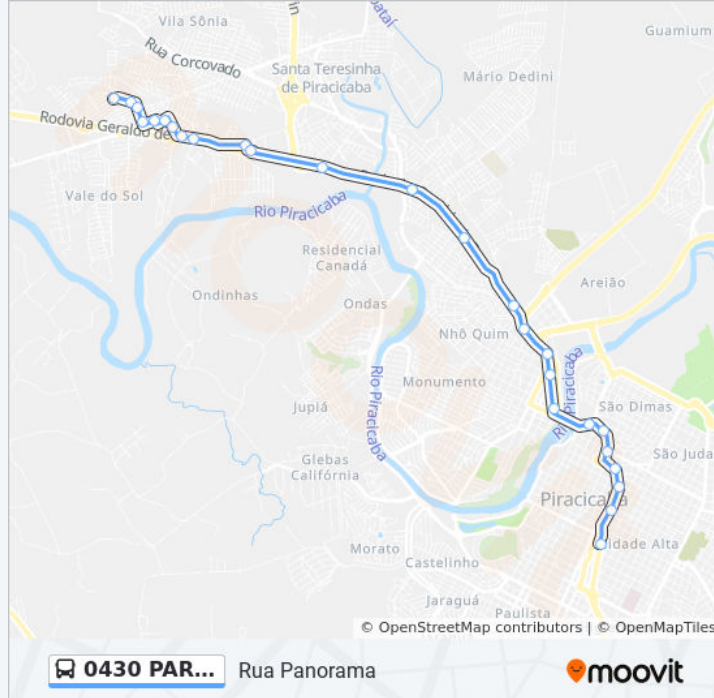 Vila Sônia
Guamium
Rua Corcovado
Santa Teresinha
de Piracicaba
Mário Dedini
Rodovia Geraldo de
Vale do Sol
Rio Piracicaba
Residencial
Canadá
Areião
Ondinhas
Ondas
Nhô Quim
Rio Piracicaba
Rio Piracicaba
Monumento
Jupiá
São Dimas
Glebas
Califórnia
São Juda
Piracicaba
Morato
Cidade Alta
Castelinho
Jaraguá
Paulista
© OpenStreetMap contributors | © OpenMapTiles
0430 PAR...
Rua Panorama
moovit